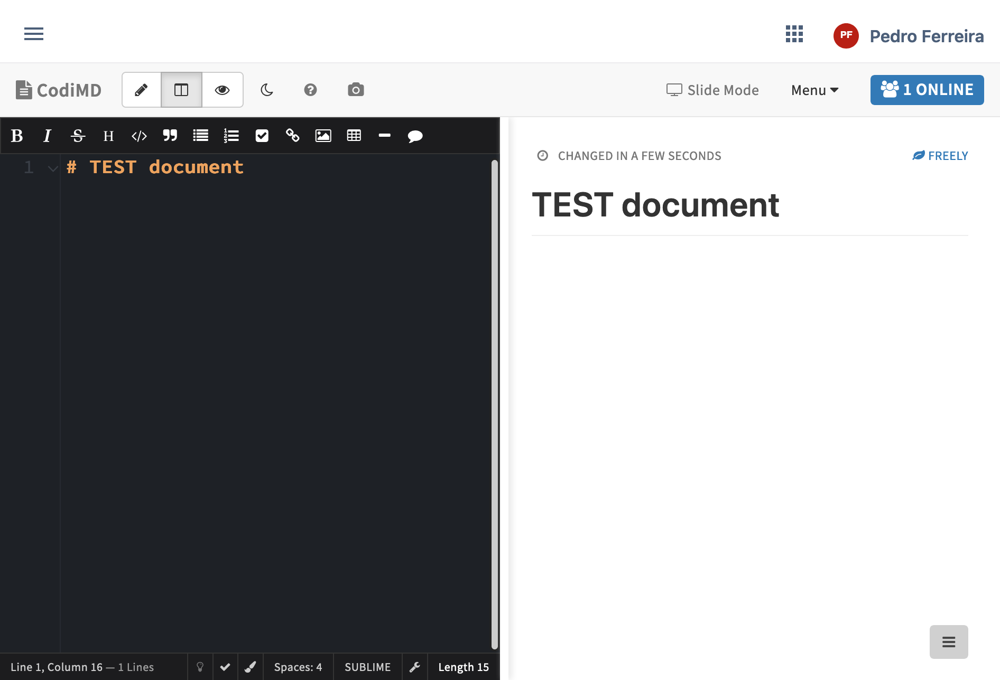 PF Pedro Ferreira
CodiMD
Slide Mode
Menu
1 ONLINE
B I S H </>
1 # TEST document
CHANGED IN A FEW SECONDS
FREELY
TEST document
Line 1, Column 16 — 1 Lines
Spaces: 4
SUBLIME
Length 15